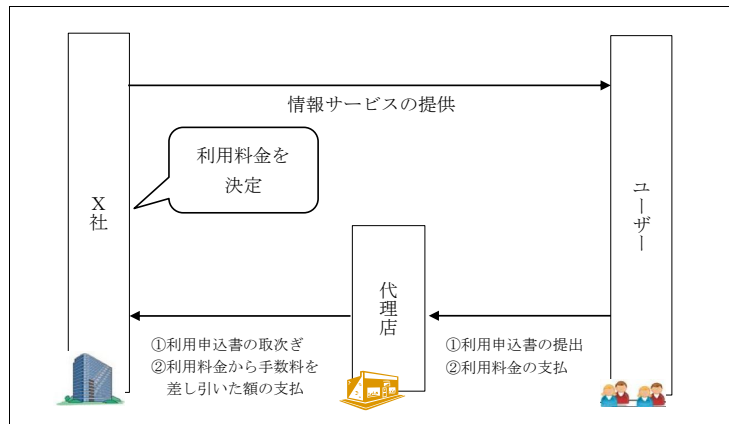 情報サービスの提供
利用料金を
決定
X社
ユーザー
代理店
①利用申込書の取次ぎ
②利用料金から手数料を
差し引いた額の支払
①利用申込書の提出
②利用料金の支払